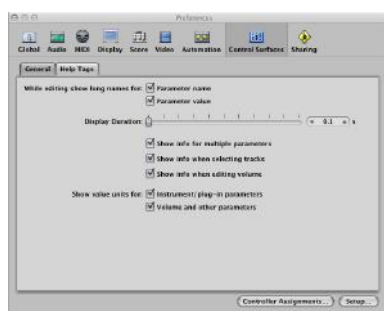 Preferences
Global Audio MIDI Display Score Video Automation Control Surfaces Sharing
General Help Tags
While editing show long names for: Parameter name
Parameter value
Display Duration: 0.1 s
Show info for multiple parameters
Show info when selecting tracks
Show info when editing volume
Show value units for: Instrument/plug-in parameters
Volume and other parameters
Controller Assignments... Setup...